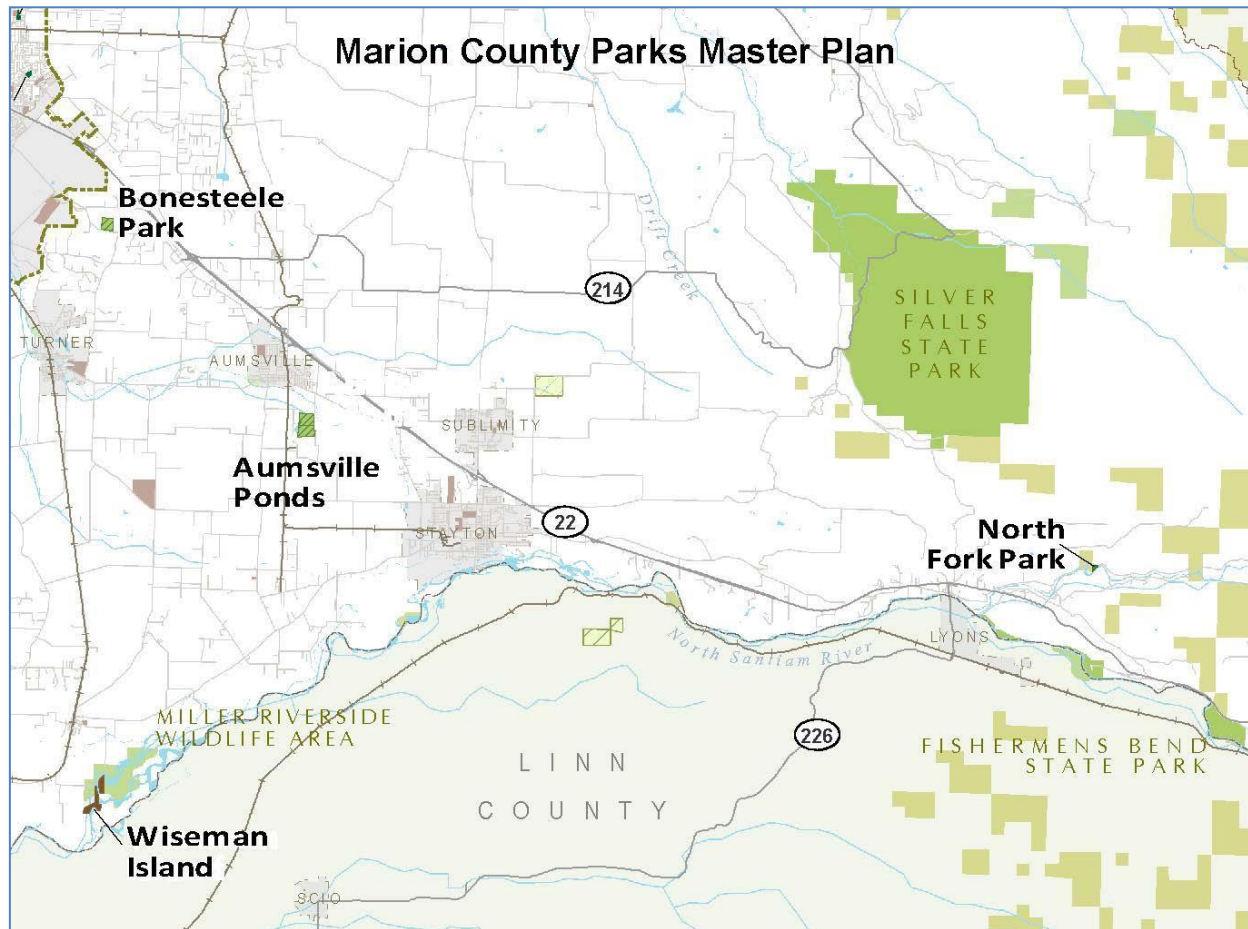 Marion County Parks Master Plan
Bonesteele
Park
Drift Creek
214
SILVER
FALLS
STATE
PARK
TURNER
AUMSVILLE
SUBLIMITY
Aumsville
Ponds
22
STAYTON
North
Fork Park
LYONS
North Santiam River
MILLER RIVERSIDE
WILDLIFE AREA
226
FISHERMENS BEND
STATE PARK
LINN
COUNTY
Wiseman
Island
SCIO